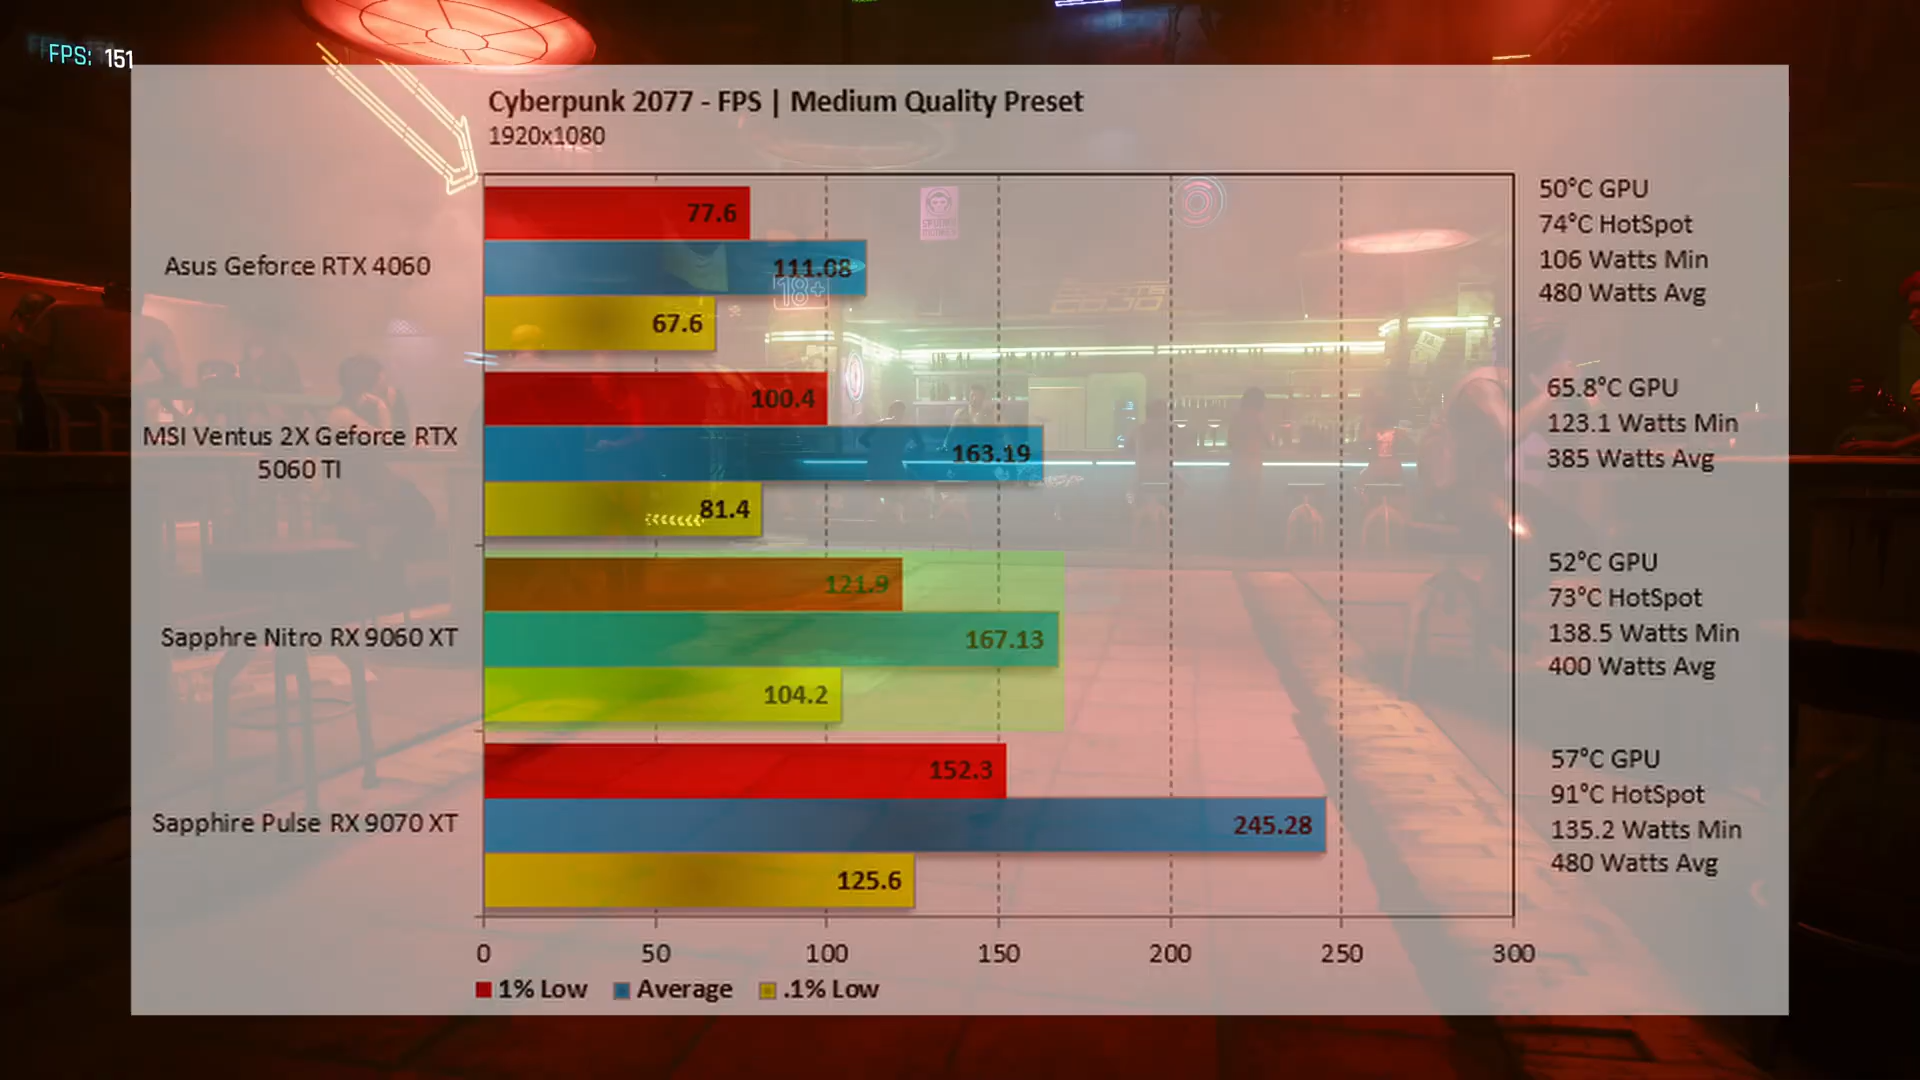 FPS: 151
Cyberpunk 2077 - FPS | Medium Quality Preset
1920x1080
Asus Geforce RTX 4060
77.6
111.08
67.6
50°C GPU
74°C HotSpot
106 Watts Min
480 Watts Avg
18+
MSI Ventus 2X Geforce RTX
5060 TI
100.4
163.19
81.4
65.8°C GPU
123.1 Watts Min
385 Watts Avg
Sapphre Nitro RX 9060 XT
121.9
167.13
104.2
52°C GPU
73°C HotSpot
138.5 Watts Min
400 Watts Avg
Sapphire Pulse RX 9070 XT
152.3
245.28
125.6
57°C GPU
91°C HotSpot
135.2 Watts Min
480 Watts Avg
0 50 100 150 200 250 300
1% Low Average .1% Low